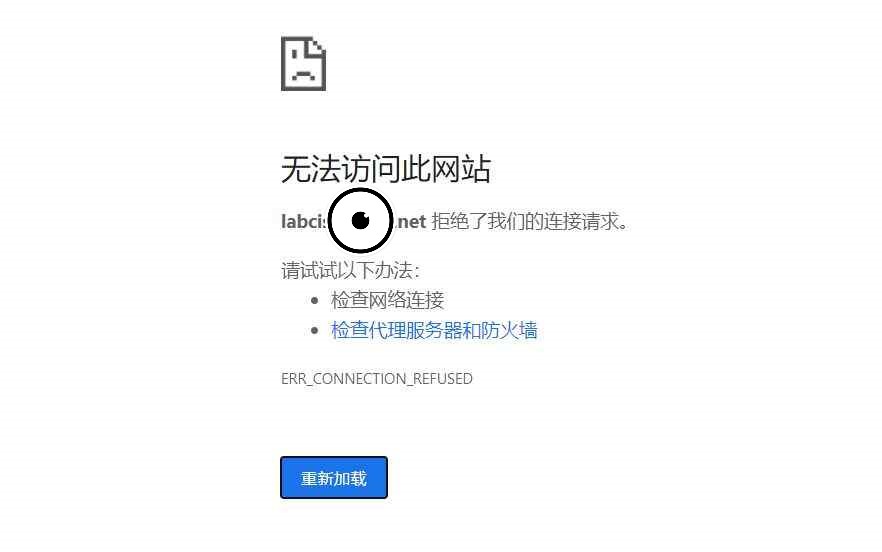 无法访问此网站
labci .net 拒绝了我们的连接请求。
请试试以下办法：
检查网络连接
检查代理服务器和防火墙
ERR_CONNECTION_REFUSED
重新加载